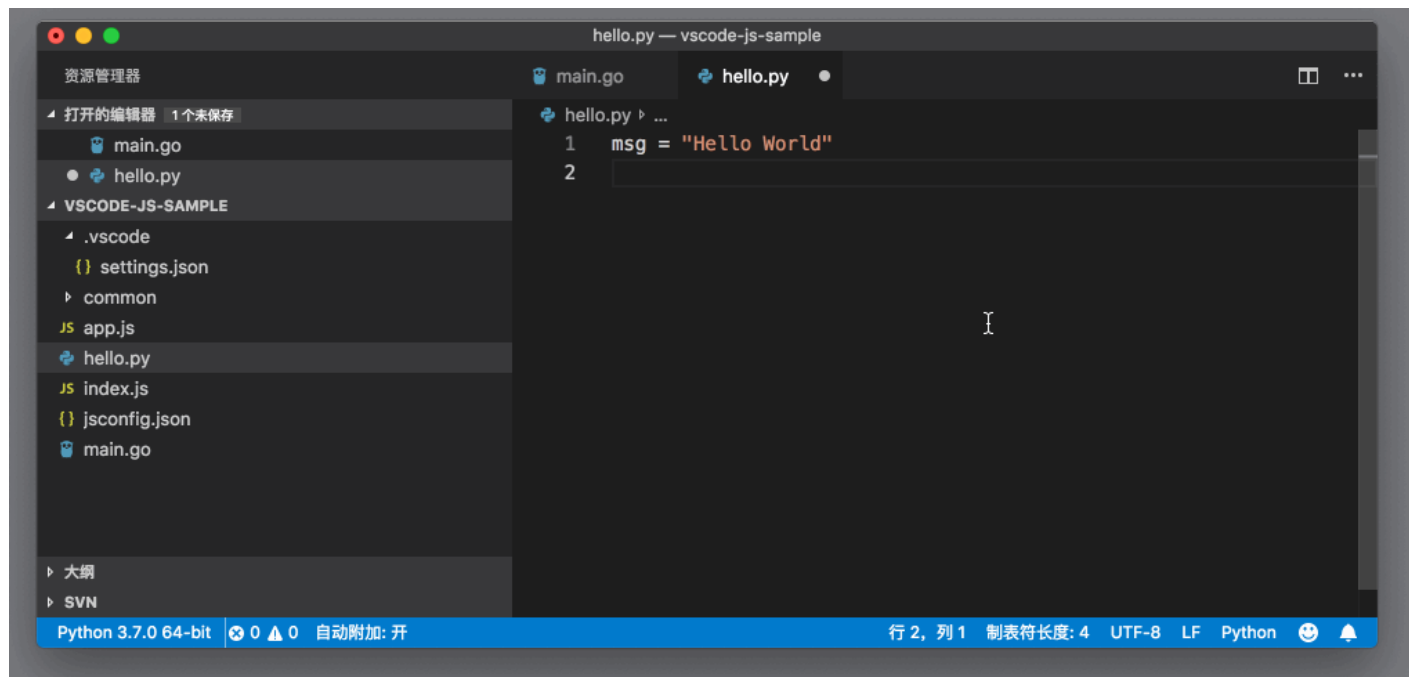 hello.py — vscode-js-sample
资源管理器
main.go
hello.py
打开的编辑器 1 个未保存
main.go
hello.py
VSCODE-JS-SAMPLE
.vscode
{} settings.json
common
JS app.js
hello.py
JS index.js
{} jsconfig.json
main.go
大纲
SVN
hello.py ...
1 msg = "Hello World"
2
Python 3.7.0 64-bit 0 0 自动附加: 开 行 2，列 1 制表符长度: 4 UTF-8 LF Python